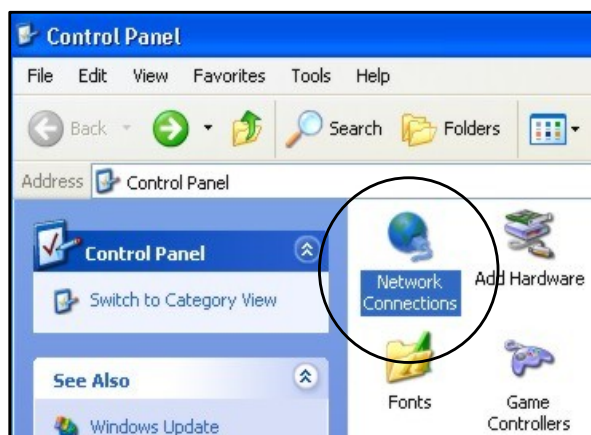 Control Panel
File Edit View Favorites Tools Help
Back Search Folders
Address Control Panel
Control Panel
Switch to Category View
See Also
Windows Update
Network
Connections
Add Hardware
Fonts
Game
Controllers